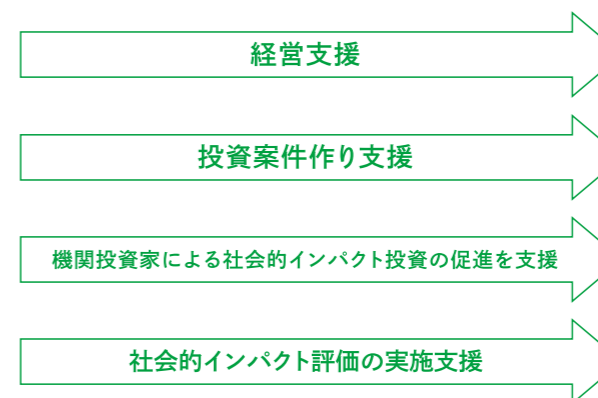 経営支援
投資案件作り支援
機関投資家による社会的インパクト投資の促進を支援
社会的インパクト評価の実施支援